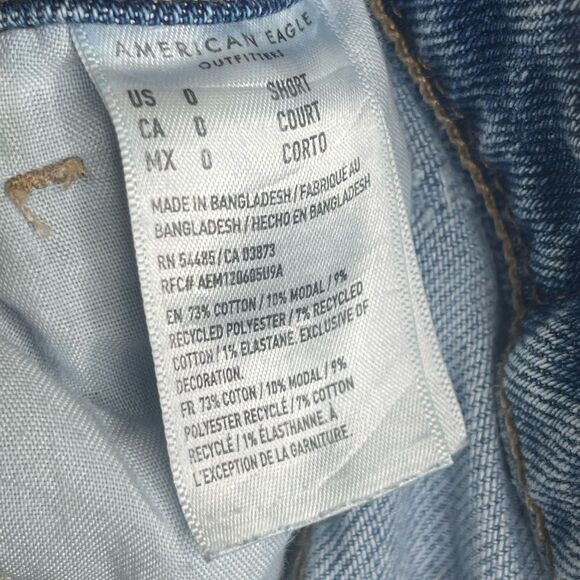 AMERICAN EAGLE
OUTFITTERS
US 0 SHORT
CA 0 COURT
MX 0 CORTO
MADE IN BANGLADESH / FABRIQUE AU
BANGLADESH / HECHO EN BANGLADESH
RN 54485 / CA 03873
RFC# AEM120605U9A
EN 73% COTTON / 10% MODAL / 9%
RECYCLED POLYESTER / 7% RECYCLED
COTTON / 1% ELASTANE. EXCLUSIVE OF
DECORATION.
FR 73% COTON / 10% MODAL / 9%
POLYESTER RECYCLÉ / 7% COTTON
RECYCLÉ / 1% ÉLASTHANNE. À
L'EXCEPTION DE LA GARNITURE.